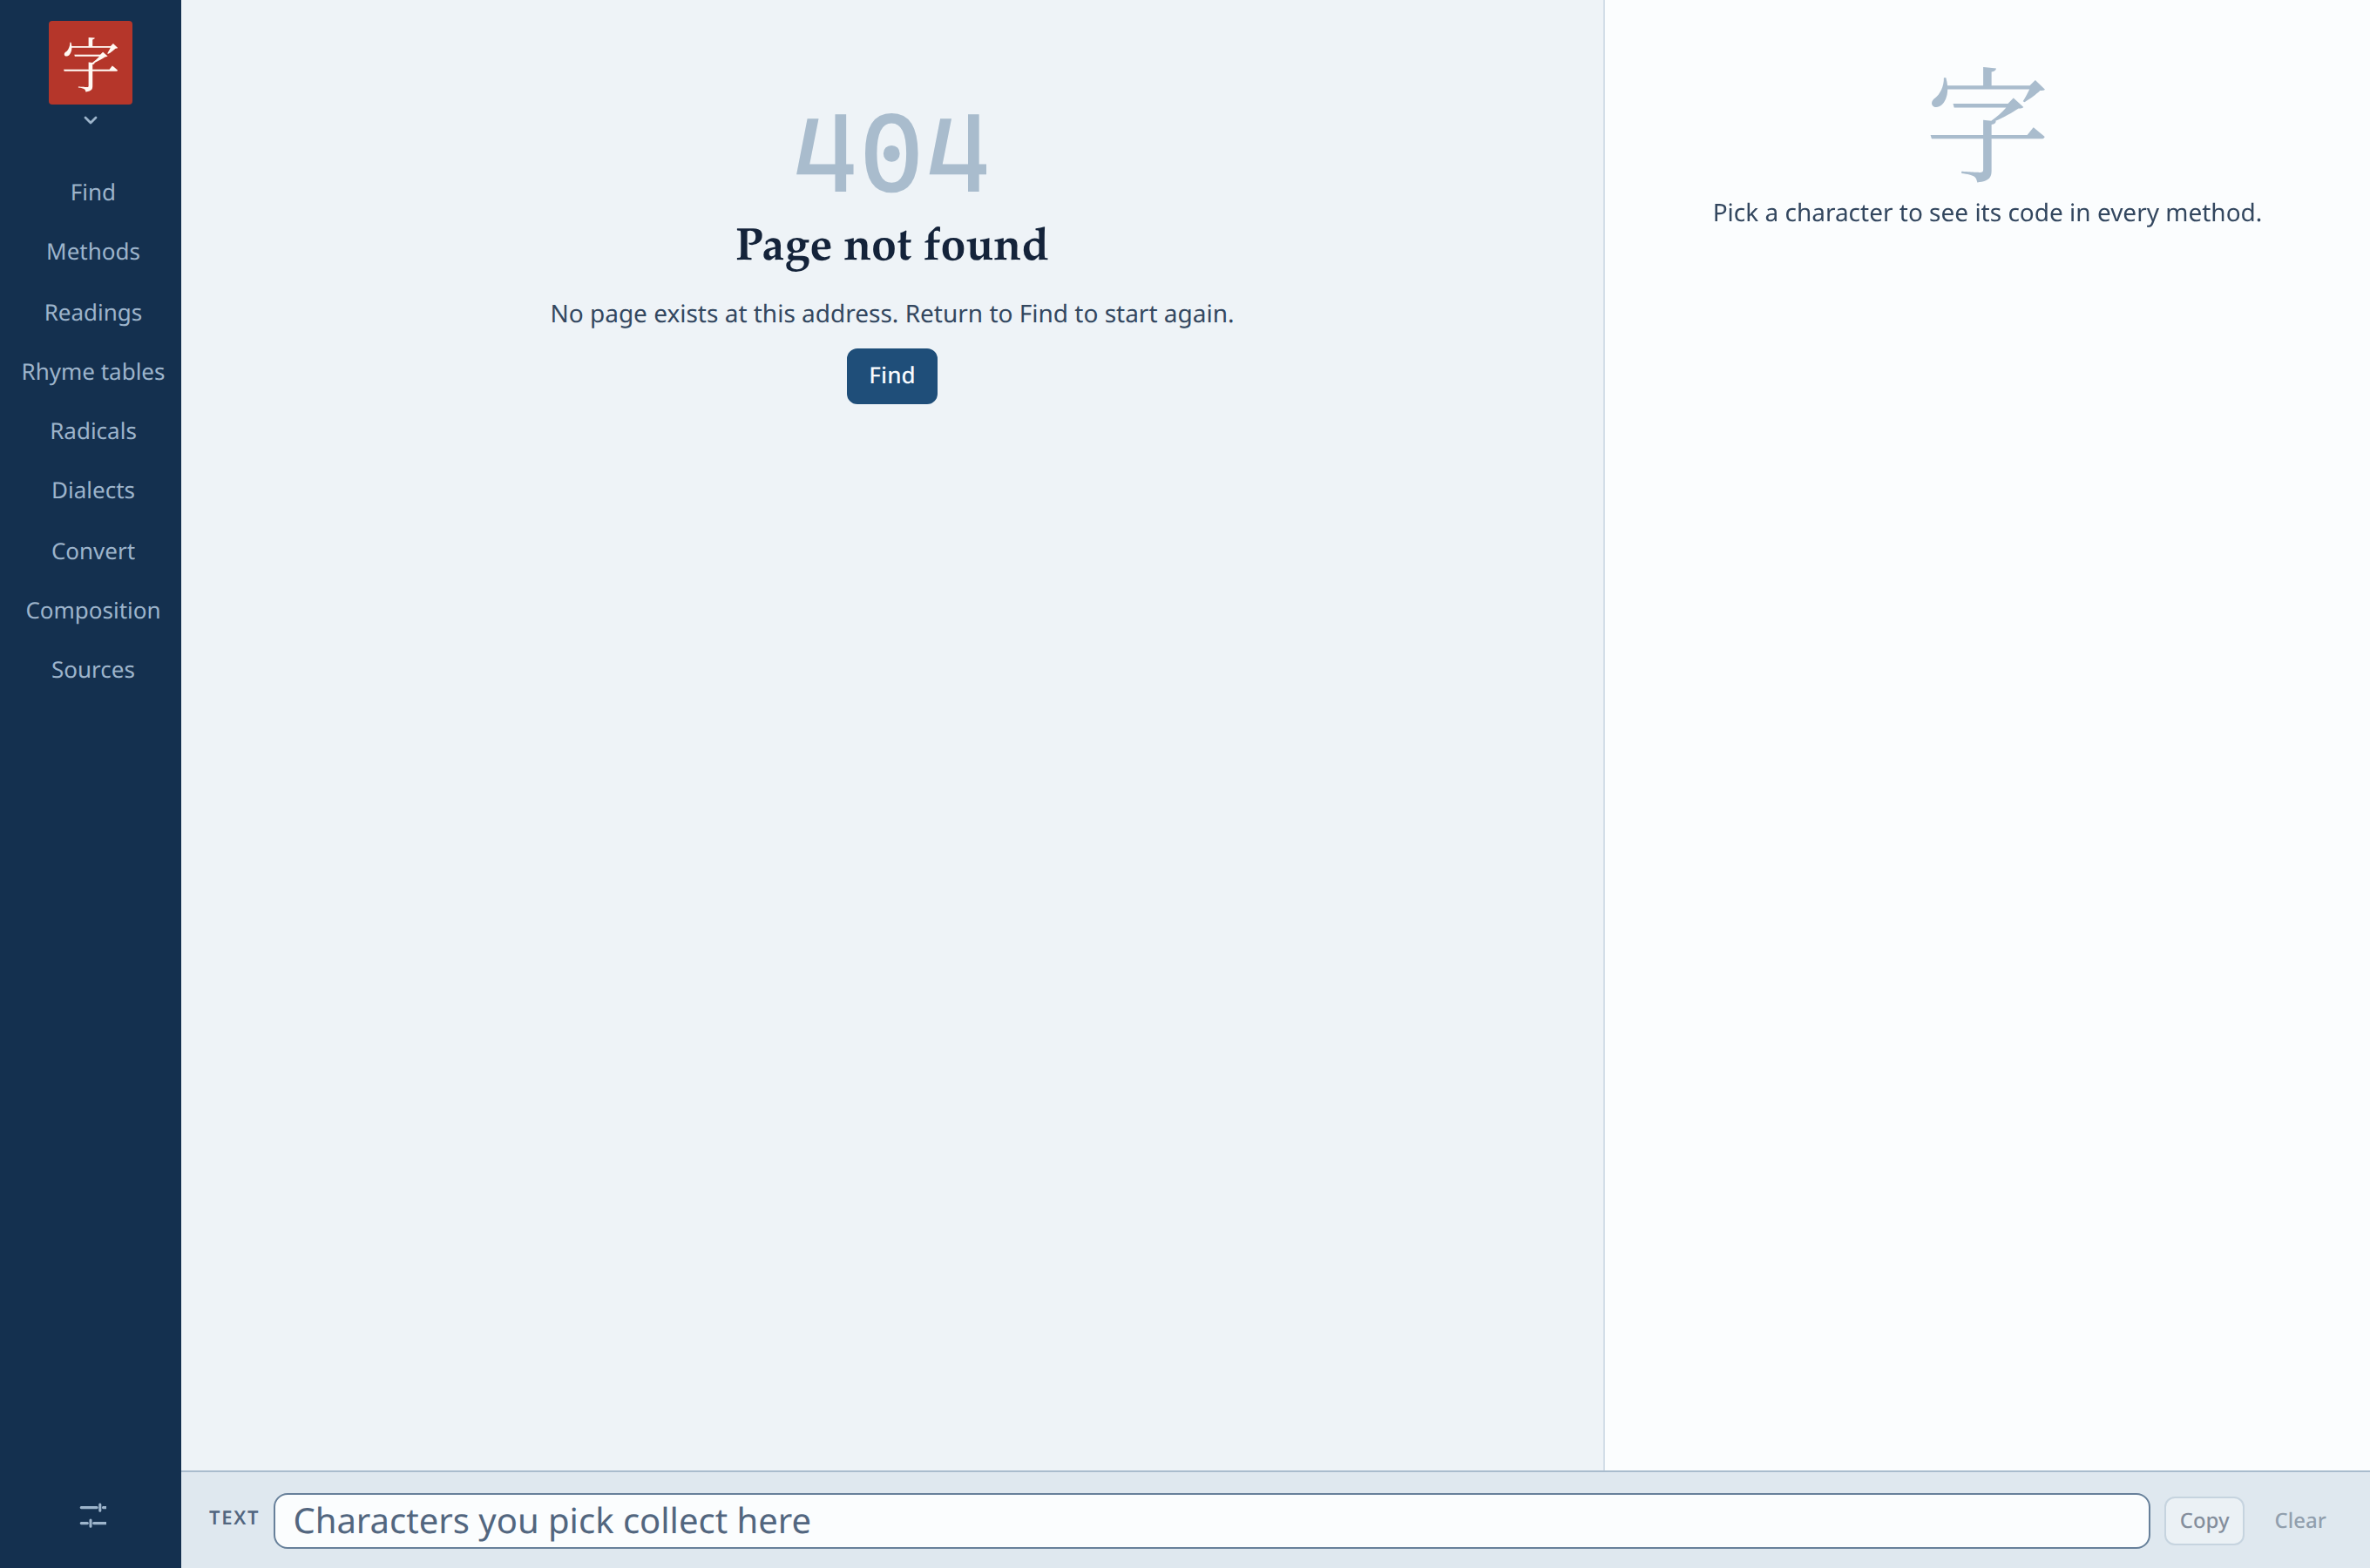 字
Find
Methods
Readings
Rhyme tables
Radicals
Dialects
Convert
Composition
Sources
404
Page not found
No page exists at this address. Return to Find to start again.
Find
字
Pick a character to see its code in every method.
TEXT
Characters you pick collect here
Copy
Clear